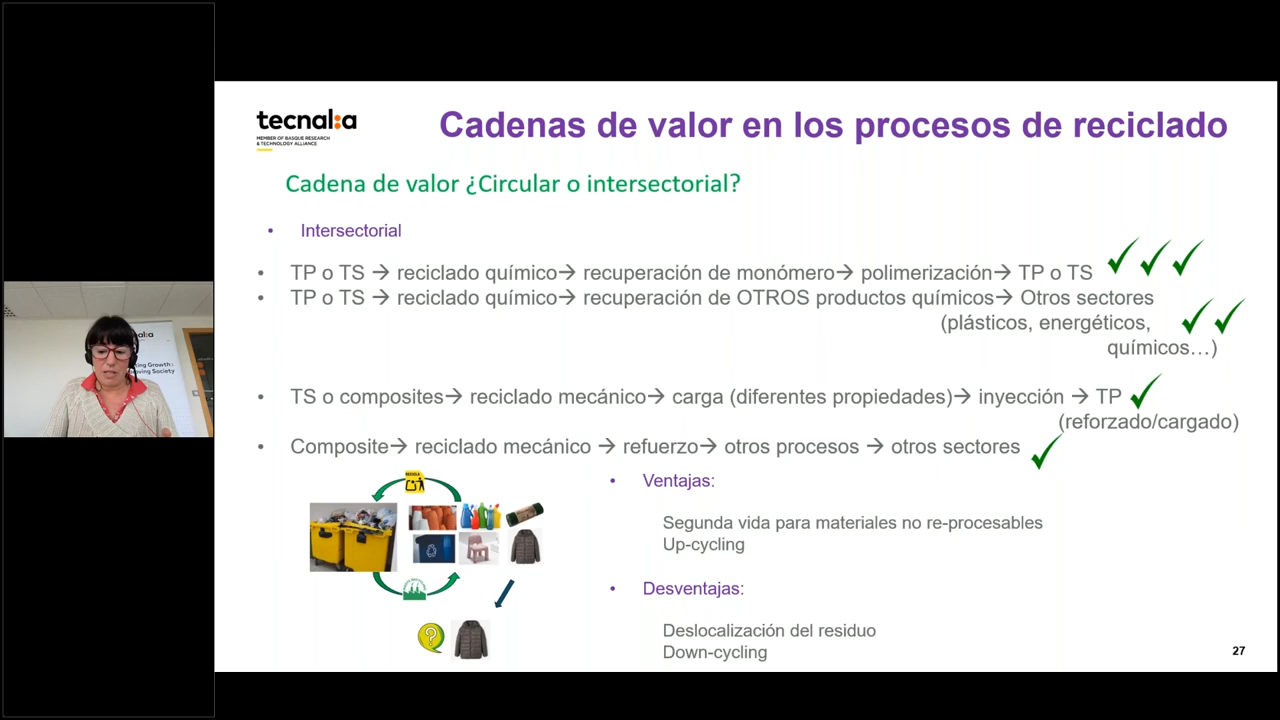 tecnal:a
MEMBER OF BASQUE RESEARCH
& TECHNOLOGY ALLIANCE
Cadenas de valor en los procesos de reciclado
Cadena de valor ¿Circular o intersectorial?
• Intersectorial
• TP o TS → reciclado químico→ recuperación de monómero→ polimerización→ TP o TS
• TP o TS → reciclado químico→ recuperación de OTROS productos químicos→ Otros sectores
(plásticos, energéticos,
químicos…)
• TS o composites→ reciclado mecánico→ carga (diferentes propiedades)→ inyección → TP
(reforzado/cargado)
• Composite→ reciclado mecánico → refuerzo→ otros procesos → otros sectores
• Ventajas:
Segunda vida para materiales no re-procesables
Up-cycling
• Desventajas:
Deslocalización del residuo
Down-cycling
27
RECICLA
?